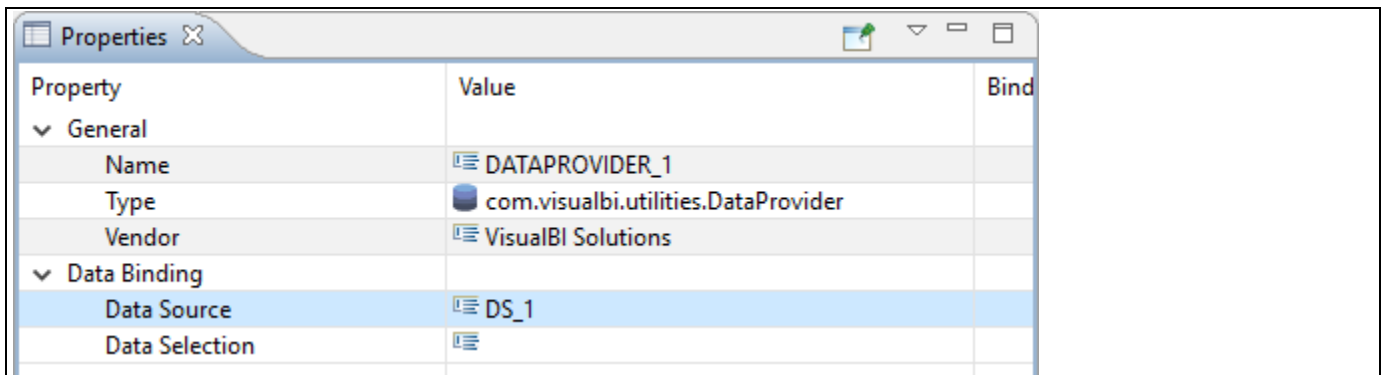 Properties
Property Value Bind
General
Name DATAPROVIDER_1
Type com.visualbi.utilities.DataProvider
Vendor VisualBI Solutions
Data Binding
Data Source DS_1
Data Selection